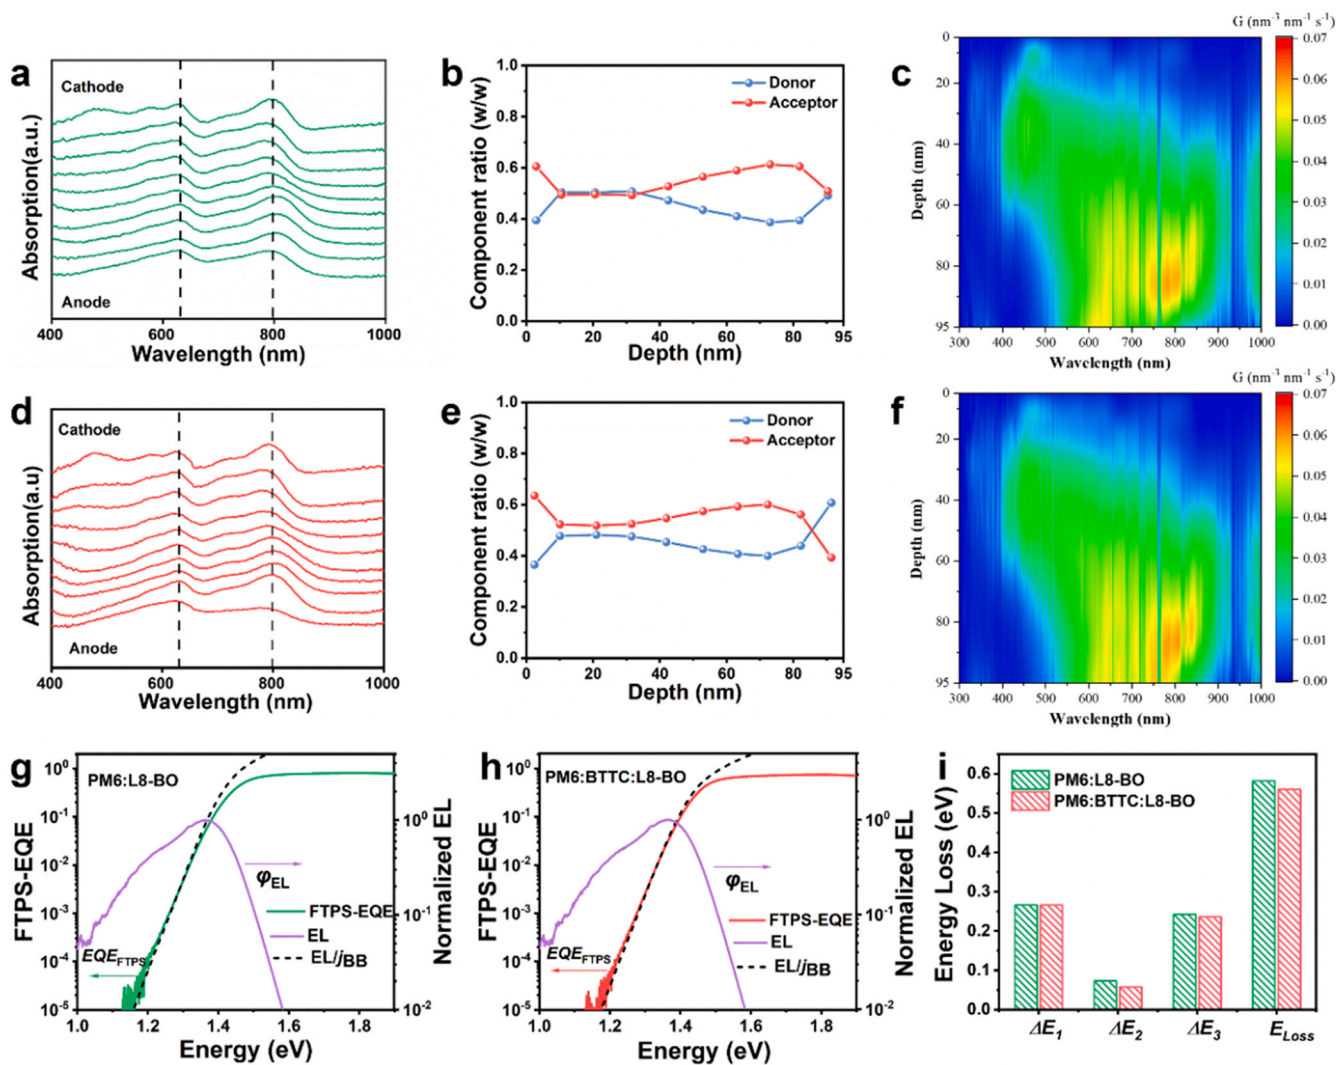 a
Cathode
Anode
Absorption(a.u.)
400 600 800 1000
Wavelength (nm)
b
Donor
Acceptor
Component ratio (w/w)
1.0
0.8
0.6
0.4
0.2
0.0
0 20 40 60 80 95
Depth (nm)
c
G (nm⁻³ nm⁻¹ s⁻¹)
0
20
40
60
80
95
Depth (nm)
300 400 500 600 700 800 900 1000
Wavelength (nm)
0.07
0.06
0.05
0.04
0.03
0.02
0.01
0.00
d
Cathode
Anode
Absorption(a.u)
400 600 800 1000
Wavelength (nm)
e
Donor
Acceptor
Component ratio (w/w)
1.0
0.8
0.6
0.4
0.2
0.0
0 20 40 60 80 95
Depth (nm)
f
G (nm⁻³ nm⁻¹ s⁻¹)
0
20
40
60
80
95
Depth (nm)
300 400 500 600 700 800 900 1000
Wavelength (nm)
0.07
0.06
0.05
0.04
0.03
0.02
0.01
0.00
g
PM6:L8-BO
FTPS-EQE
10⁰
10⁻¹
10⁻²
10⁻³
10⁻⁴
10⁻⁵
φEL
FTPS-EQE
EL
EL/jBB
EQEFTPS
10⁰
10⁻¹
10⁻²
Normalized EL
1.0 1.2 1.4 1.6 1.8
Energy (eV)
h
PM6:BTTC:L8-BO
FTPS-EQE
10⁰
10⁻¹
10⁻²
10⁻³
10⁻⁴
10⁻⁵
φEL
FTPS-EQE
EL
EL/jBB
EQEFTPS
10⁰
10⁻¹
10⁻²
Normalized EL
1.0 1.2 1.4 1.6 1.8
Energy (eV)
i
PM6:L8-BO
PM6:BTTC:L8-BO
Energy Loss (eV)
0.6
0.5
0.4
0.3
0.2
0.1
0.0
ΔE₁ ΔE₂ ΔE₃ ELoss